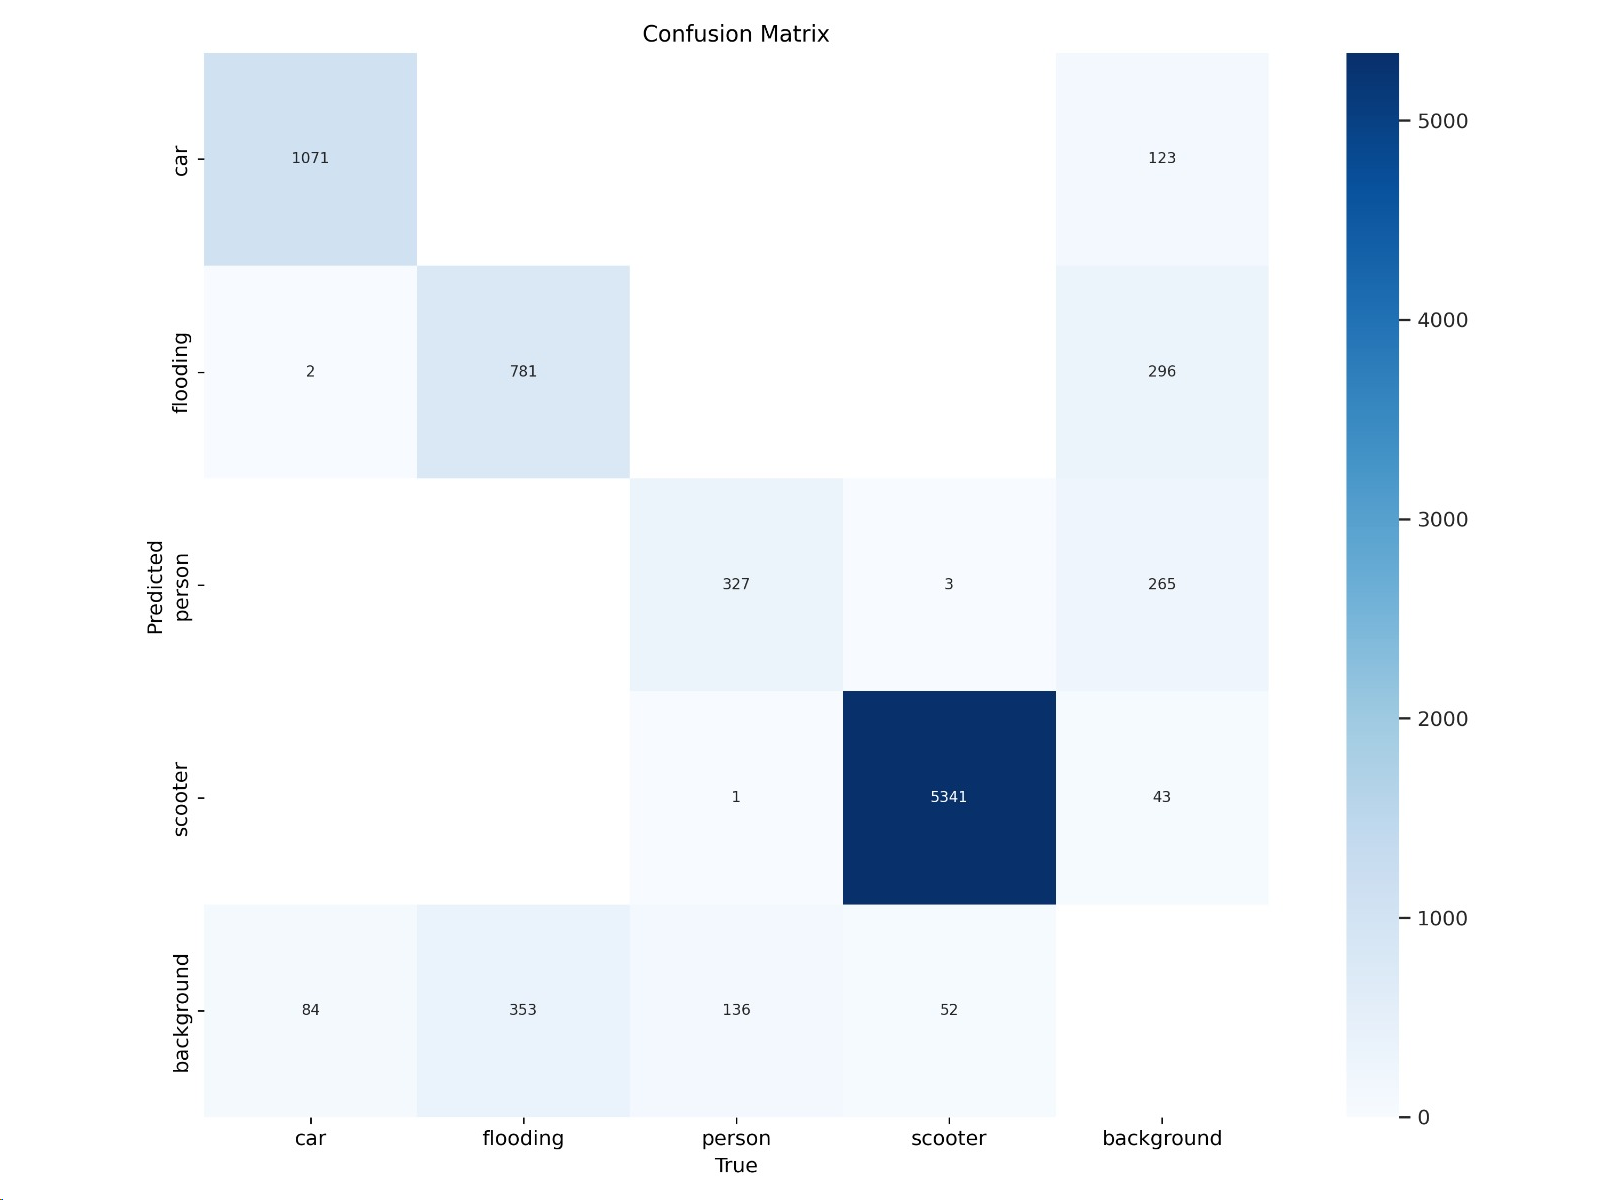 Confusion Matrix
car
1071
123
5000
flooding
2
781
296
4000
Predicted
person
327
3
265
3000
scooter
1
5341
43
2000
background
84
353
136
52
1000
0
car
flooding
person
scooter
background
True